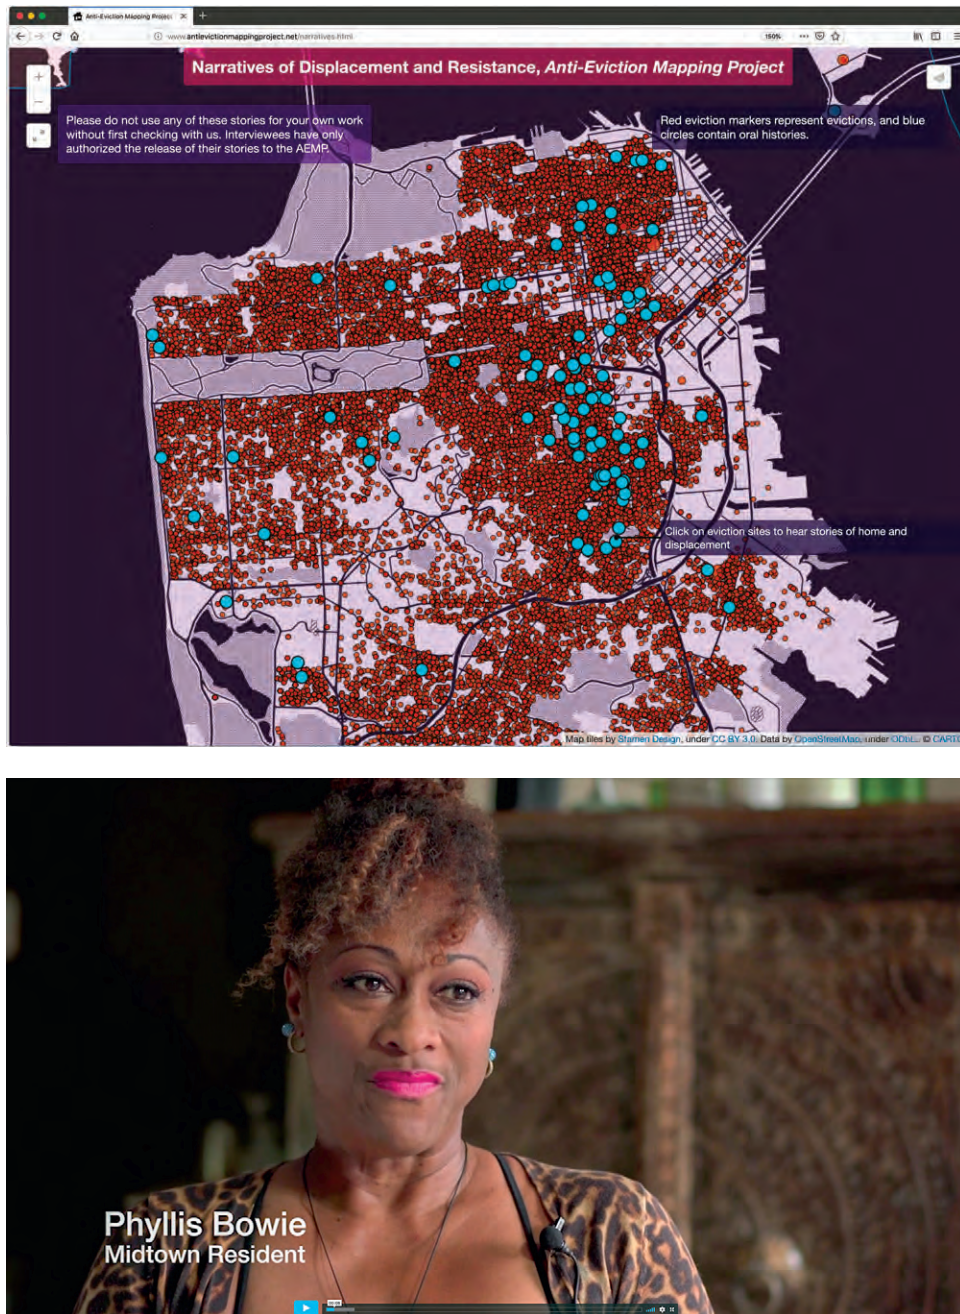 Anti-Eviction Mapping Project
www.antievictionmappingproject.net/narratives.html
150%
Narratives of Displacement and Resistance, Anti-Eviction Mapping Project
Please do not use any of these stories for your own work
without first checking with us. Interviewees have only
authorized the release of their stories to the AEMP.
Red eviction markers represent evictions, and blue
circles contain oral histories.
Click on eviction sites to hear stories of home and
displacement
Map tiles by Stamen Design, under CC BY 3.0. Data by OpenStreetMap, under ODbL. © CARTO
Phyllis Bowie
Midtown Resident